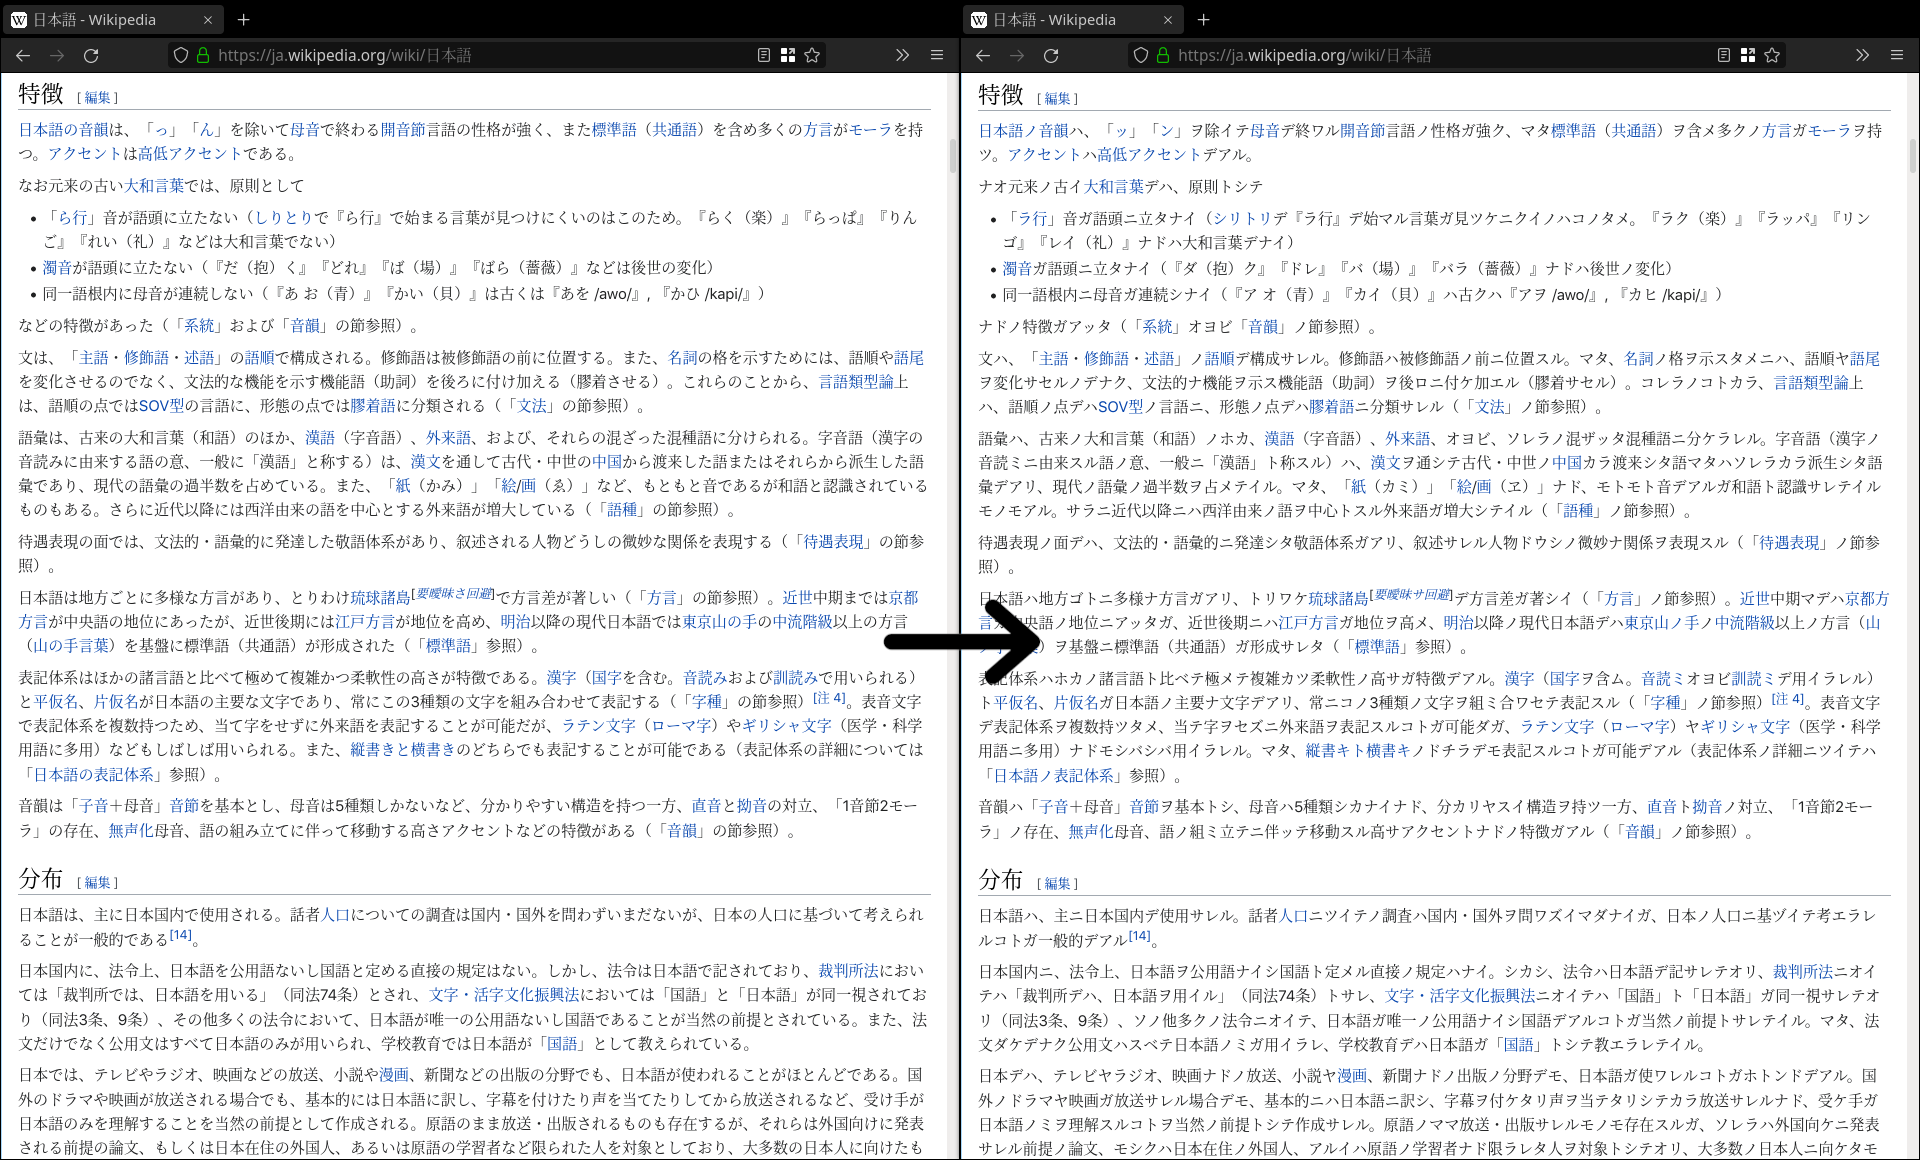 日本語 - Wikipedia
https://ja.wikipedia.org/wiki/日本語
特徴 [ 編集 ]
日本語の音韻は、「っ」「ん」を除いて母音で終わる開音節言語の性格が強く、また標準語（共通語）を含め多くの方言がモーラを持
つ。アクセントは高低アクセントである。
なお元来の古い大和言葉では、原則として
• 「ら行」音が語頭に立たない（しりとりで『ら行』で始まる言葉が見つけにくいのはこのため。『らく（楽）』『らっぱ』『りん
ご』『れい（礼）』などは大和言葉でない）
• 濁音が語頭に立たない（『だ（抱）く』『どれ』『ば（場）』『ばら（薔薇）』などは後世の変化）
• 同一語根内に母音が連続しない（『あ お（青）』『かい（貝）』は古くは『あを /awo/』, 『かひ /kapi/』）
などの特徴があった（「系統」および「音韻」の節参照）。
文は、「主語・修飾語・述語」の語順で構成される。修飾語は被修飾語の前に位置する。また、名詞の格を示すためには、語順や語尾
を変化させるのでなく、文法的な機能を示す機能語（助詞）を後ろに付け加える（膠着させる）。これらのことから、言語類型論上
は、語順の点ではSOV型の言語に、形態の点では膠着語に分類される（「文法」の節参照）。
語彙は、古来の大和言葉（和語）のほか、漢語（字音語）、外来語、および、それらの混ざった混種語に分けられる。字音語（漢字の
音読みに由来する語の意、一般に「漢語」と称する）は、漢文を通して古代・中世の中国から渡来した語またはそれらから派生した語
彙であり、現代の語彙の過半数を占めている。また、「紙（かみ）」「絵/画（ゑ）」など、もともと音であるが和語と認識されている
ものもある。さらに近代以降には西洋由来の語を中心とする外来語が増大している（「語種」の節参照）。
待遇表現の面では、文法的・語彙的に発達した敬語体系があり、叙述される人物どうしの微妙な関係を表現する（「待遇表現」の節参
照）。
日本語は地方ごとに多様な方言があり、とりわけ琉球諸島[要曖昧さ回避]で方言差が著しい（「方言」の節参照）。近世中期までは京都
方言が中央語の地位にあったが、近世後期には江戸方言が地位を高め、明治以降の現代日本語では東京山の手の中流階級以上の方言
（山の手言葉）を基盤に標準語（共通語）が形成された（「標準語」参照）。
表記体系はほかの諸言語と比べて極めて複雑かつ柔軟性の高さが特徴である。漢字（国字を含む。音読みおよび訓読みで用いられる）
と平仮名、片仮名が日本語の主要な文字であり、常にこの3種類の文字を組み合わせて表記する（「字種」の節参照）[注 4]。表音文字
で表記体系を複数持つため、当て字をせずに外来語を表記することが可能だが、ラテン文字（ローマ字）やギリシャ文字（医学・科学
用語に多用）などもしばしば用いられる。また、縦書きと横書きのどちらでも表記することが可能である（表記体系の詳細については
「日本語の表記体系」参照）。
音韻は「子音＋母音」音節を基本とし、母音は5種類しかないなど、分かりやすい構造を持つ一方、直音と拗音の対立、「1音節2モー
ラ」の存在、無声化母音、語の組み立てに伴って移動する高さアクセントなどの特徴がある（「音韻」の節参照）。
分布 [ 編集 ]
日本語は、主に日本国内で使用される。話者人口についての調査は国内・国外を問わずいまだないが、日本の人口に基づいて考えられ
ることが一般的である[14]。
日本国内に、法令上、日本語を公用語ないし国語と定める直接の規定はない。しかし、法令は日本語で記されており、裁判所法におい
ては「裁判所では、日本語を用いる」（同法74条）とされ、文字・活字文化振興法においては「国語」と「日本語」が同一視されてお
り（同法3条、9条）、その他多くの法令において、日本語が唯一の公用語ないし国語であることが当然の前提とされている。また、法
文だけでなく公用文はすべて日本語のみが用いられ、学校教育では日本語が「国語」として教えられている。
日本では、テレビやラジオ、映画などの放送、小説や漫画、新聞などの出版の分野でも、日本語が使われることがほとんどである。国
外のドラマや映画が放送される場合でも、基本的には日本語に訳し、字幕を付けたり声を当てたりしてから放送されるなど、受け手が
日本語のみを理解することを当然の前提として作成される。原語のまま放送・出版されるものも存在するが、それらは外国向けに発表
される前提の論文、もしくは日本在住の外国人、あるいは原語の学習者など限られた人を対象としており、大多数の日本人に向けたも
日本語 - Wikipedia
https://ja.wikipedia.org/wiki/日本語
特徴 [ 編集 ]
日本語ノ音韻ハ、「ッ」「ン」ヲ除イテ母音デ終ワル開音節言語ノ性格ガ強ク、マタ標準語（共通語）ヲ含メ多クノ方言ガモーラヲ持
ツ。アクセントハ高低アクセントデアル。
ナオ元来ノ古イ大和言葉デハ、原則トシテ
• 「ラ行」音ガ語頭ニ立タナイ（シリトリデ『ラ行』デ始マル言葉ガ見ツケニクイノハコノタメ。『ラク（楽）』『ラッパ』『リン
ゴ』『レイ（礼）』ナドハ大和言葉デナイ）
• 濁音ガ語頭ニ立タナイ（『ダ（抱）ク』『ドレ』『バ（場）』『バラ（薔薇）』ナドハ後世ノ変化）
• 同一語根内ニ母音ガ連続シナイ（『ア オ（青）』『カイ（貝）』ハ古クハ『アヲ /awo/』, 『カヒ /kapi/』）
ナドノ特徴ガアッタ（「系統」オヨビ「音韻」ノ節参照）。
文ハ、「主語・修飾語・述語」ノ語順デ構成サレル。修飾語ハ被修飾語ノ前ニ位置スル。マタ、名詞ノ格ヲ示スタメニハ、語順ヤ語尾
ヲ変化サセルノデナク、文法的ナ機能ヲ示ス機能語（助詞）ヲ後ロニ付ケ加エル（膠着サセル）。コレラノコトカラ、言語類型論上
ハ、語順ノ点デハSOV型ノ言語ニ、形態ノ点デハ膠着語ニ分類サレル（「文法」ノ節参照）。
語彙ハ、古来ノ大和言葉（和語）ノホカ、漢語（字音語）、外来語、オヨビ、ソレラノ混ザッタ混種語ニ分ケラレル。字音語（漢字ノ
音読ミニ由来スル語ノ意、一般ニ「漢語」ト称スル）ハ、漢文ヲ通シテ古代・中世ノ中国カラ渡来シタ語マタハソレラカラ派生シタ語
彙デアリ、現代ノ語彙ノ過半数ヲ占メテイル。マタ、「紙（カミ）」「絵/画（ヱ）」ナド、モトモト音デアルガ和語ト認識サレテイル
モノモアル。サラニ近代以降ニハ西洋由来ノ語ヲ中心トスル外来語ガ増大シテイル（「語種」ノ節参照）。
待遇表現ノ面デハ、文法的・語彙的ニ発達シタ敬語体系ガアリ、叙述サレル人物ドウシノ微妙ナ関係ヲ表現スル（「待遇表現」ノ節参
照）。
日本語ハ地方ゴトニ多様ナ方言ガアリ、トリワケ琉球諸島[要曖昧サ回避]デ方言差ガ著シイ（「方言」ノ節参照）。近世中期マデハ京都方
言 語ノ地位ニアッタガ、近世後期ニハ江戸方言ガ地位ヲ高メ、明治以降ノ現代日本語デハ東京山ノ手ノ中流階級以上ノ方言（山
）ヲ基盤ニ標準語（共通語）ガ形成サレタ（「標準語」参照）。
表記体系ハホカノ諸言語ト比ベテ極メテ複雑カツ柔軟性ノ高サガ特徴デアル。漢字（国字ヲ含ム。音読ミオヨビ訓読ミデ用イラレル）
ト平仮名、片仮名ガ日本語ノ主要ナ文字デアリ、常ニコノ3種類ノ文字ヲ組ミ合ワセテ表記スル（「字種」ノ節参照）[注 4]。表音文字
デ表記体系ヲ複数持ツタメ、当テ字ヲセズニ外来語ヲ表記スルコトガ可能ダガ、ラテン文字（ローマ字）ヤギリシャ文字（医学・科学
用語ニ多用）ナドモシバシバ用イラレル。マタ、縦書キト横書キノドチラデモ表記スルコトガ可能デアル（表記体系ノ詳細ニツイテハ
「日本語ノ表記体系」参照）。
音韻ハ「子音＋母音」音節ヲ基本トシ、母音ハ5種類シカナイナド、分カリヤスイ構造ヲ持ツ一方、直音ト拗音ノ対立、「1音節2モー
ラ」ノ存在、無声化母音、語ノ組ミ立テニ伴ッテ移動スル高サアクセントナドノ特徴ガアル（「音韻」ノ節参照）。
分布 [ 編集 ]
日本語ハ、主ニ日本国内デ使用サレル。話者人口ニツイテノ調査ハ国内・国外ヲ問ワズイマダナイガ、日本ノ人口ニ基ヅイテ考エラレ
ルコトガ一般的デアル[14]。
日本国内ニ、法令上、日本語ヲ公用語ナイシ国語ト定メル直接ノ規定ハナイ。シカシ、法令ハ日本語デ記サレテオリ、裁判所法ニオイ
テハ「裁判所デハ、日本語ヲ用イル」（同法74条）トサレ、文字・活字文化振興法ニオイテハ「国語」ト「日本語」ガ同一視サレテオ
リ（同法3条、9条）、ソノ他多クノ法令ニオイテ、日本語ガ唯一ノ公用語ナイシ国語デアルコトガ当然ノ前提トサレテイル。マタ、法
文ダケデナク公用文ハスベテ日本語ノミガ用イラレ、学校教育デハ日本語ガ「国語」トシテ教エラレテイル。
日本デハ、テレビヤラジオ、映画ナドノ放送、小説ヤ漫画、新聞ナドノ出版ノ分野デモ、日本語ガ使ワレルコトガホトンドデアル。国
外ノドラマヤ映画ガ放送サレル場合デモ、基本的ニハ日本語ニ訳シ、字幕ヲ付ケタリ声ヲ当テタリシテカラ放送サレルナド、受ケ手ガ
日本語ノミヲ理解スルコトヲ当然ノ前提トシテ作成サレル。原語ノママ放送・出版サレルモノモ存在スルガ、ソレラハ外国向ケニ発表
サレル前提ノ論文、モシクハ日本在住ノ外国人、アルイハ原語ノ学習者ナド限ラレタ人ヲ対象トシテオリ、大多数ノ日本人ニ向ケタモ